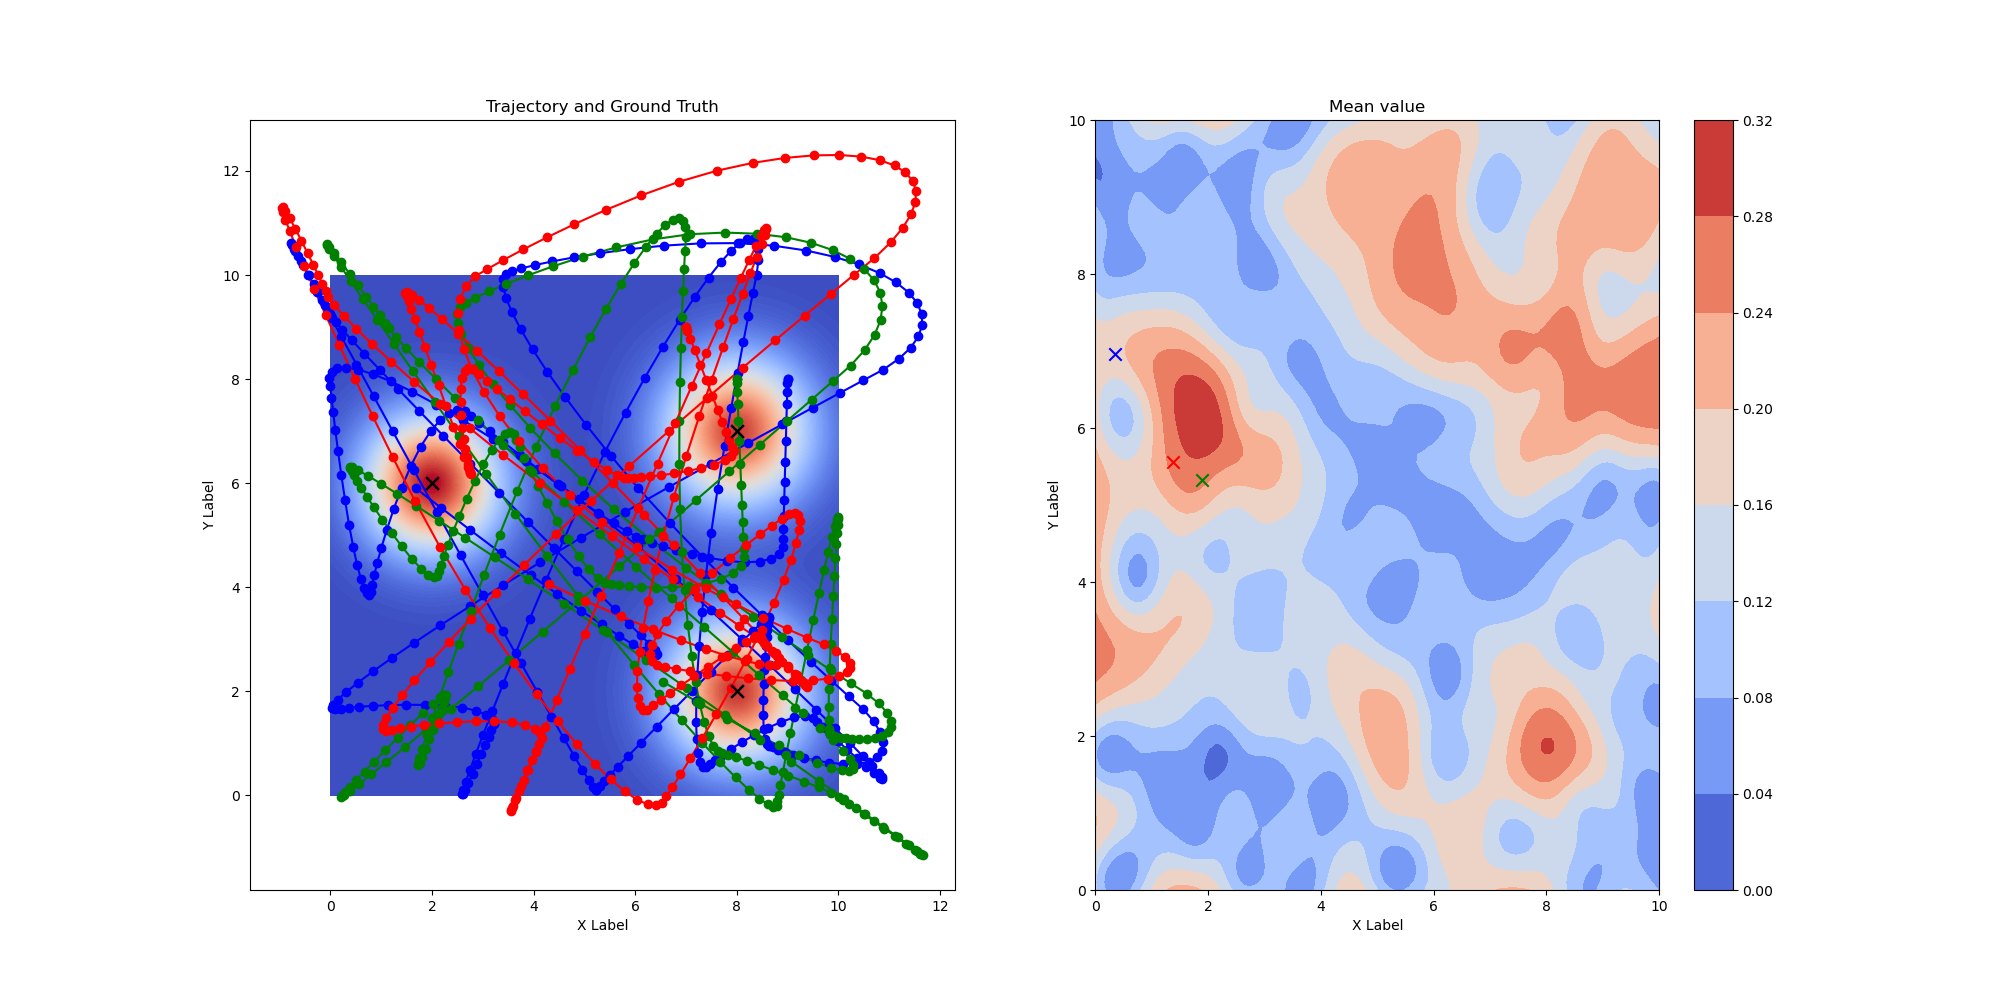 Trajectory and Ground Truth
Y Label
12
10
8
6
4
2
0
0 2 4 6 8 10 12
X Label
Mean value
Y Label
10
8
6
4
2
0
0 2 4 6 8 10
X Label
0.32
0.28
0.24
0.20
0.16
0.12
0.08
0.04
0.00